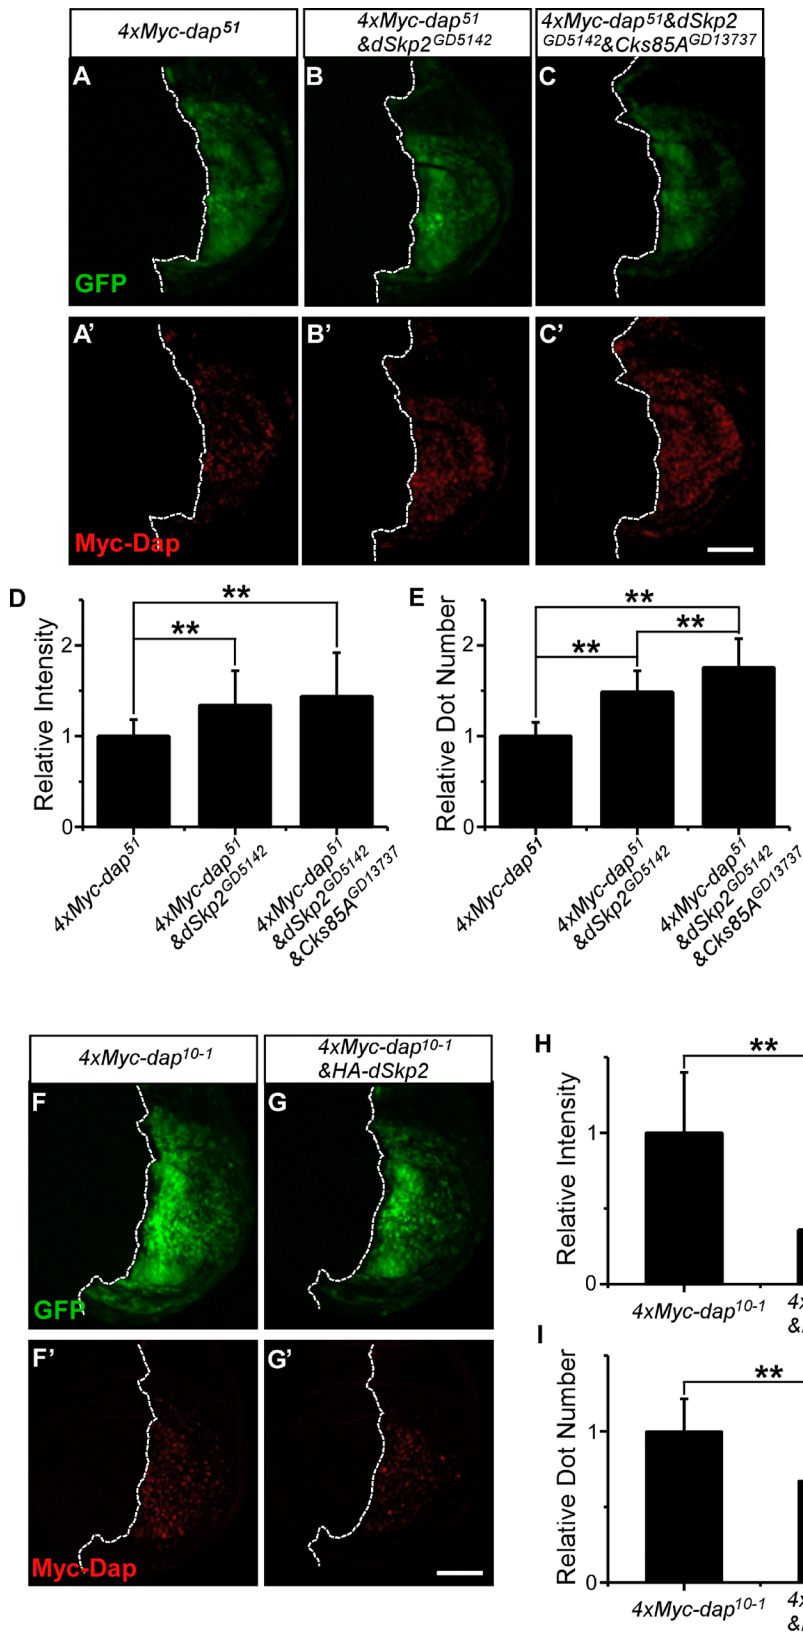 4xMyc-dap⁵¹
4xMyc-dap⁵¹
&dSkp2ᴳᴰ⁵¹⁴²
4xMyc-dap⁵¹&dSkp2
ᴳᴰ⁵¹⁴²&Cks85Aᴳᴰ¹³⁷³⁷
A
B
C
GFP
A'
B'
C'
Myc-Dap
D
Relative Intensity
2
1
0
**
**
4xMyc-dap⁵¹
4xMyc-dap⁵¹
&dSkp2ᴳᴰ⁵¹⁴²
4xMyc-dap⁵¹
&dSkp2ᴳᴰ⁵¹⁴²
&Cks85Aᴳᴰ¹³⁷³⁷
E
Relative Dot Number
2
1
0
**
**
**
4xMyc-dap⁵¹
4xMyc-dap⁵¹
&dSkp2ᴳᴰ⁵¹⁴²
4xMyc-dap⁵¹
&dSkp2ᴳᴰ⁵¹⁴²
&Cks85Aᴳᴰ¹³⁷³⁷
4xMyc-dap¹⁰⁻¹
4xMyc-dap¹⁰⁻¹
&HA-dSkp2
F
G
GFP
F'
G'
Myc-Dap
H
Relative Intensity
1
0
**
4xMyc-dap¹⁰⁻¹
I
Relative Dot Number
1
0
**
4xMyc-dap¹⁰⁻¹